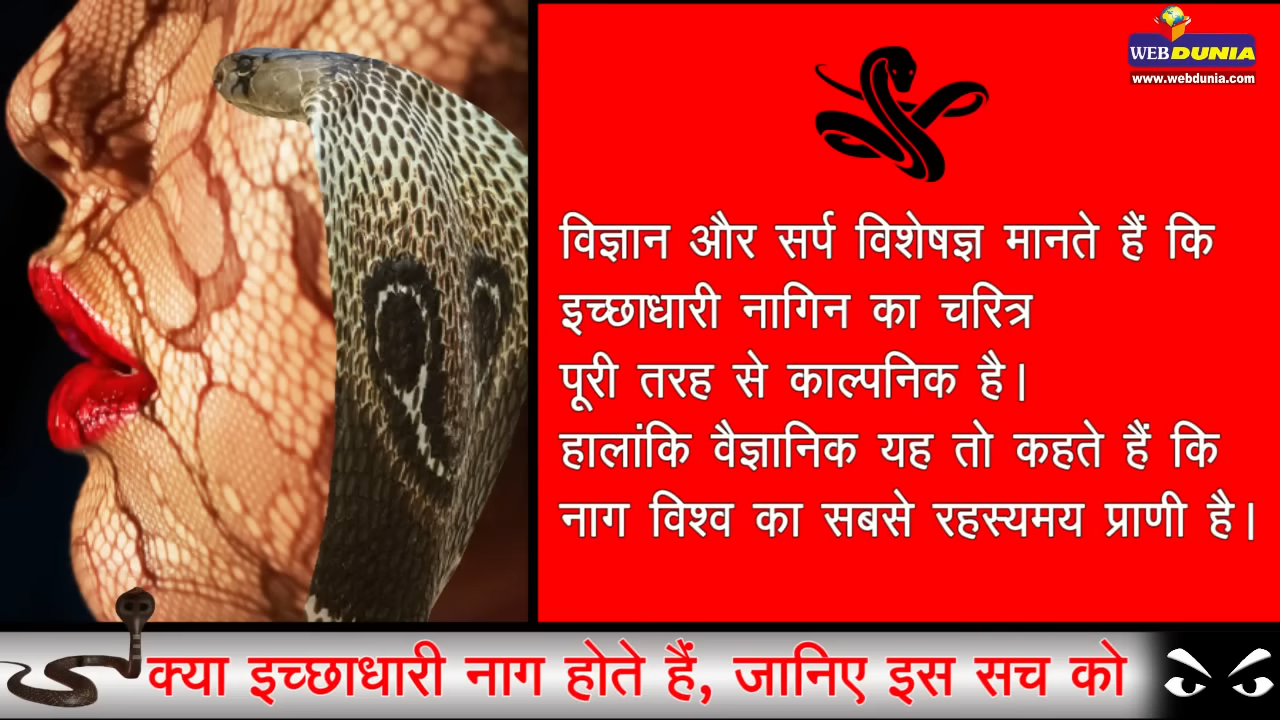 WEBDUNIA
www.webdunia.com
विज्ञान और सर्प विशेषज्ञ मानते हैं कि
इच्छाधारी नागिन का चरित्र
पूरी तरह से काल्पनिक है।
हालांकि वैज्ञानिक यह तो कहते हैं कि
नाग विश्व का सबसे रहस्यमय प्राणी है।
क्या इच्छाधारी नाग होते हैं, जानिए इस सच को